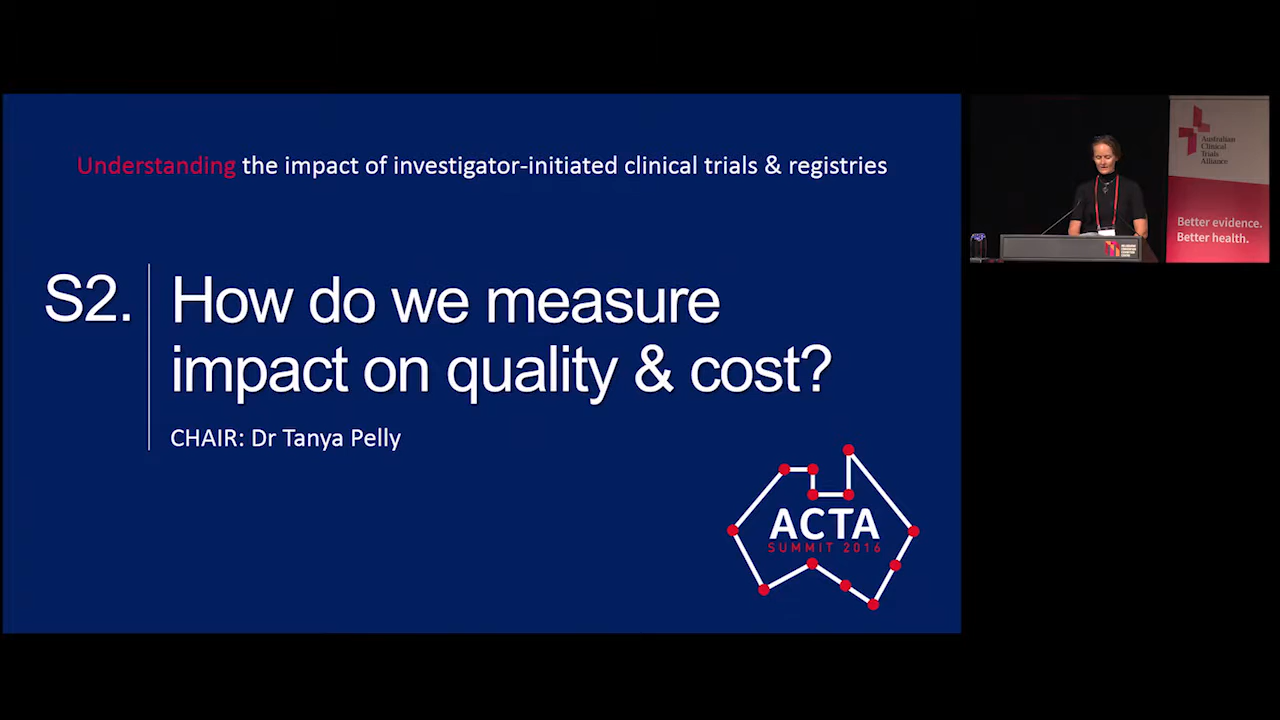 Understanding the impact of investigator-initiated clinical trials & registries
S2.
How do we measure
impact on quality & cost?
CHAIR: Dr Tanya Pelly
ACTA
SUMMIT 2016
Australian
Clinical
Trials
Alliance
Better evidence.
Better health.